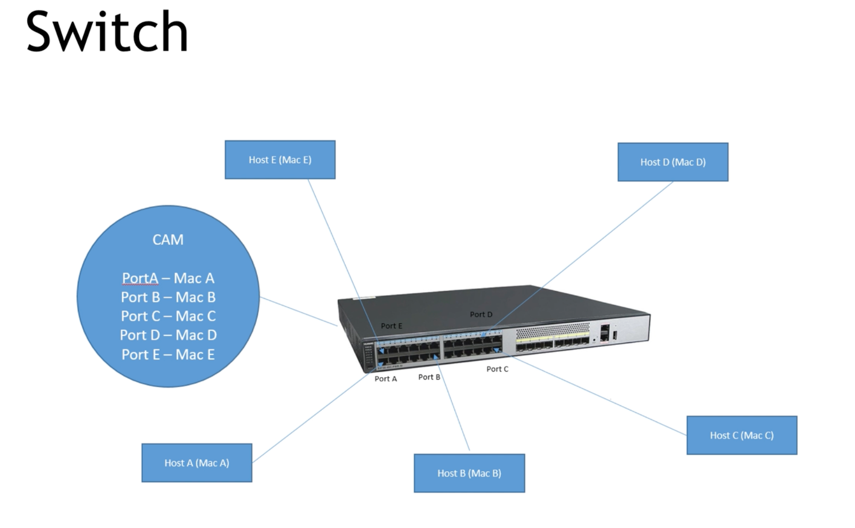 Switch
Host E (Mac E)
Host D (Mac D)
CAM
PortA – Mac A
Port B – Mac B
Port C – Mac C
Port D – Mac D
Port E – Mac E
Port D
Port E
Port A
Port B
Port C
Host A (Mac A)
Host B (Mac B)
Host C (Mac C)